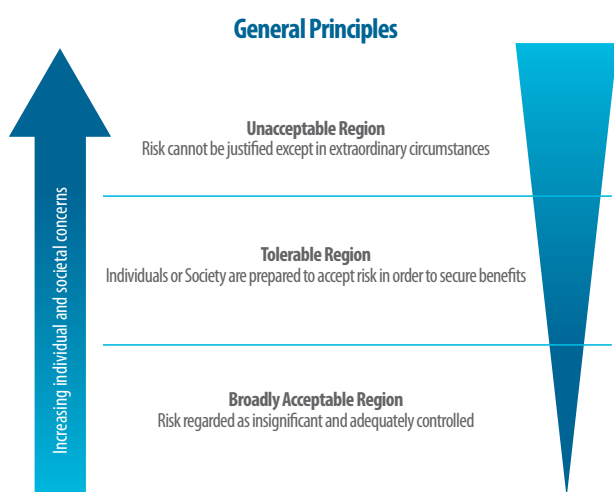 General Principles
Unacceptable Region
Risk cannot be justified except in extraordinary circumstances
Tolerable Region
Individuals or Society are prepared to accept risk in order to secure benefits
Broadly Acceptable Region
Risk regarded as insignificant and adequately controlled
Increasing individual and societal concerns